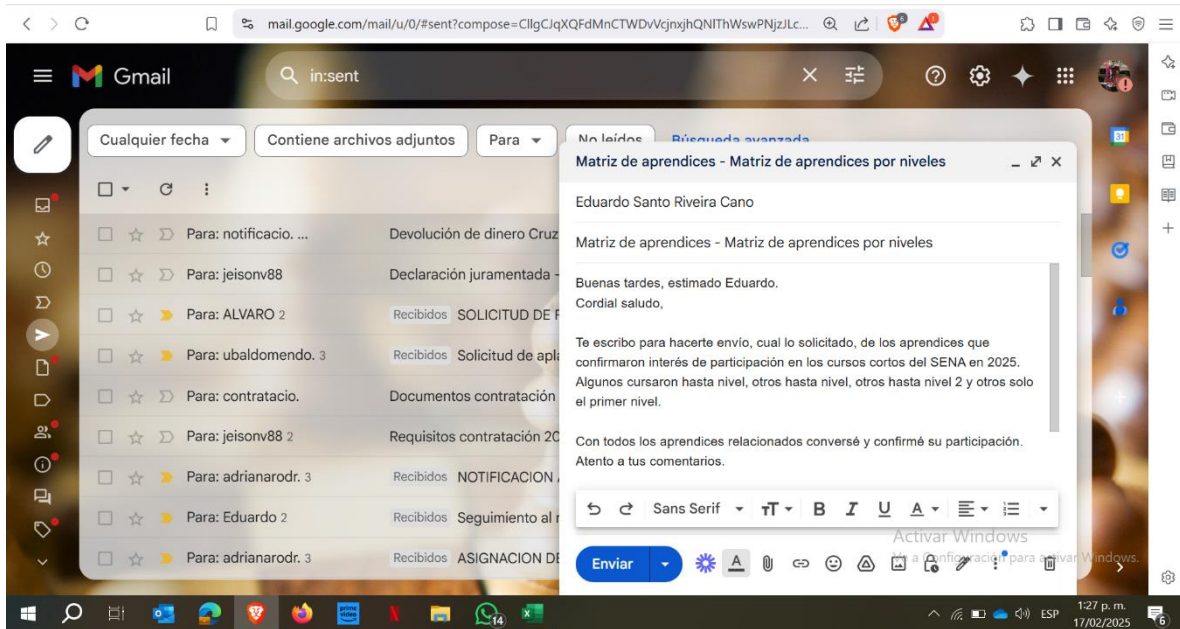 mail.google.com/mail/u/0/#sent?compose=CllgCJqXQFdMnCTWDvVcjnxjhQNlThWswPNjzJLc...
Gmail
in:sent
Cualquier fecha
Contiene archivos adjuntos
Para
No leídos
Búsqueda avanzada
Para: notificacio. ... Devolución de dinero Cruz
Para: jeisonv88 Declaración juramentada -
Para: ALVARO 2 Recibidos SOLICITUD DE
Para: ubaldomendo. 3 Recibidos Solicitud de apla
Para: contratacio. Documentos contratación
Para: jeisonv88 2 Requisitos contratación 20
Para: adrianarodr. 3 Recibidos NOTIFICACION
Para: Eduardo 2 Recibidos Seguimiento al
Para: adrianarodr. 3 Recibidos ASIGNACION DE
Matriz de aprendices - Matriz de aprendices por niveles
Eduardo Santo Riveira Cano
Matriz de aprendices - Matriz de aprendices por niveles
Buenas tardes, estimado Eduardo.
Cordial saludo,
Te escribo para hacerte envío, cual lo solicitado, de los aprendices que
confirmaron interés de participación en los cursos cortos del SENA en 2025.
Algunos cursaron hasta nivel, otros hasta nivel, otros hasta nivel 2 y otros solo
el primer nivel.
Con todos los aprendices relacionados conversé y confirmé su participación.
Atento a tus comentarios.
Sans Serif
Enviar
Activar Windows
Ve a Configuración para activar Windows.
31
prime video
14
ESP
1:27 p. m.
17/02/2025
6